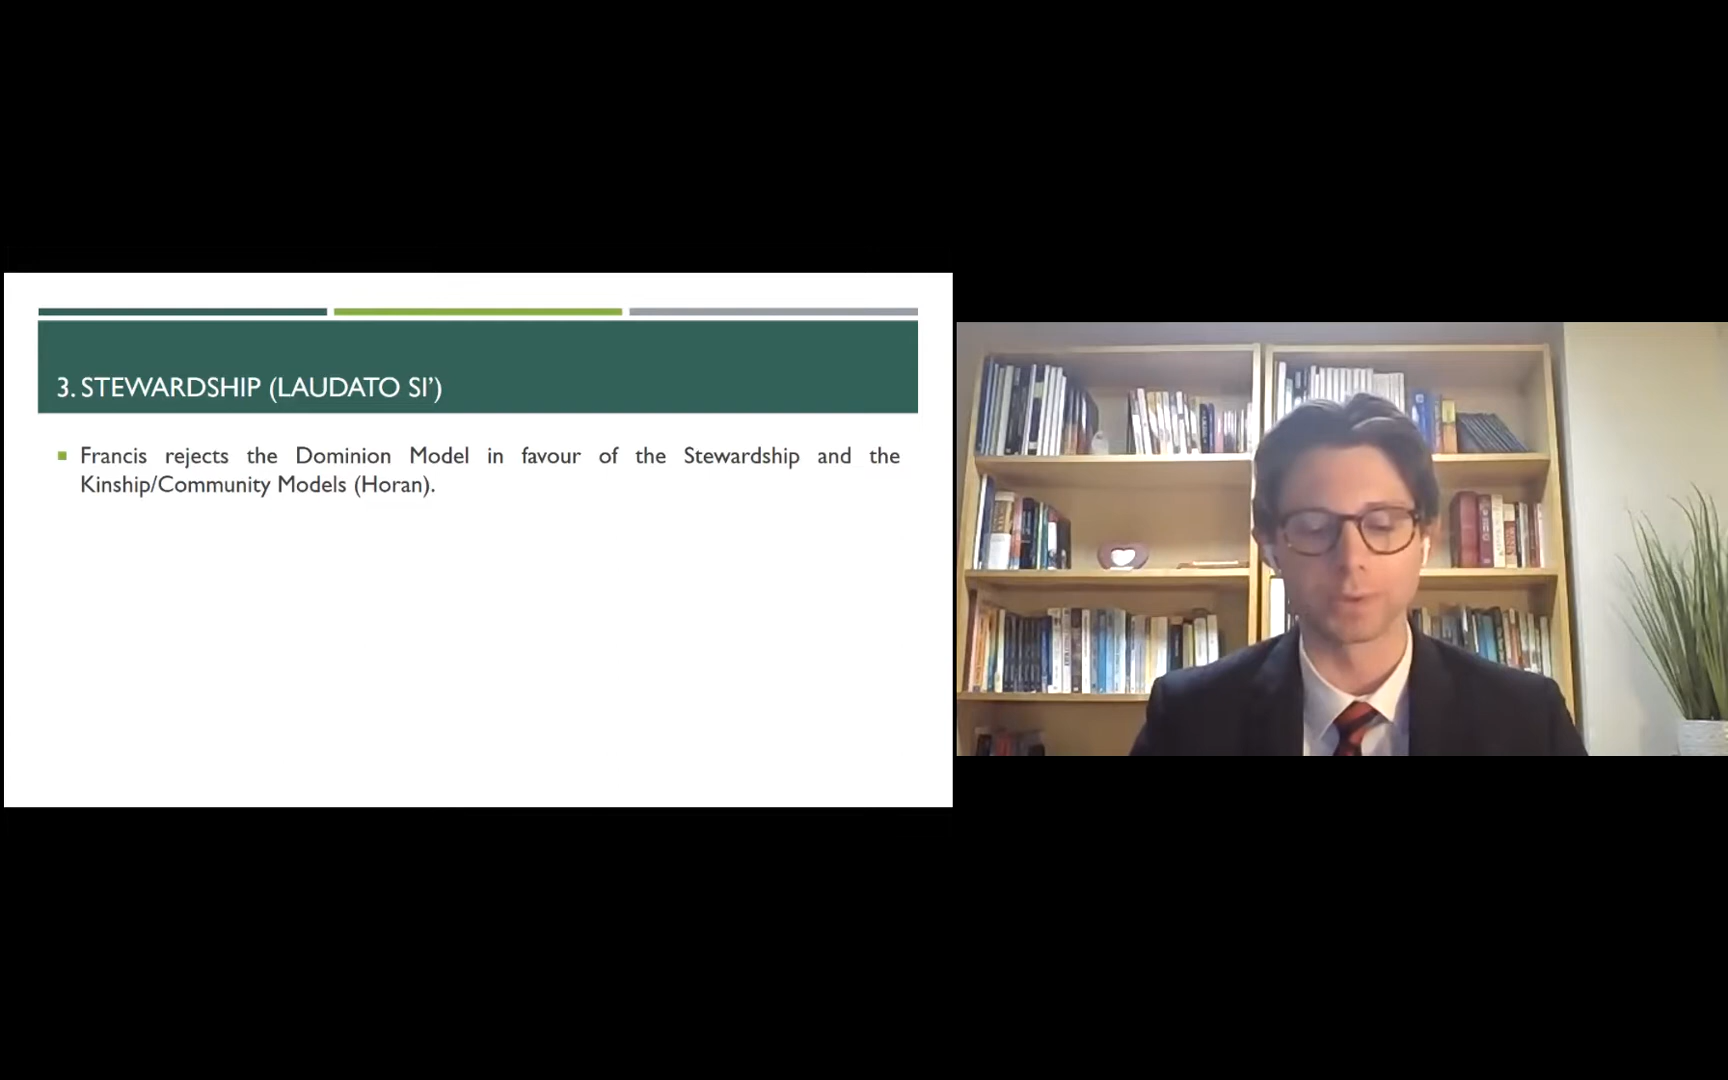 3. STEWARDSHIP (LAUDATO SI’)
Francis rejects the Dominion Model in favour of the Stewardship and the
Kinship/Community Models (Horan).